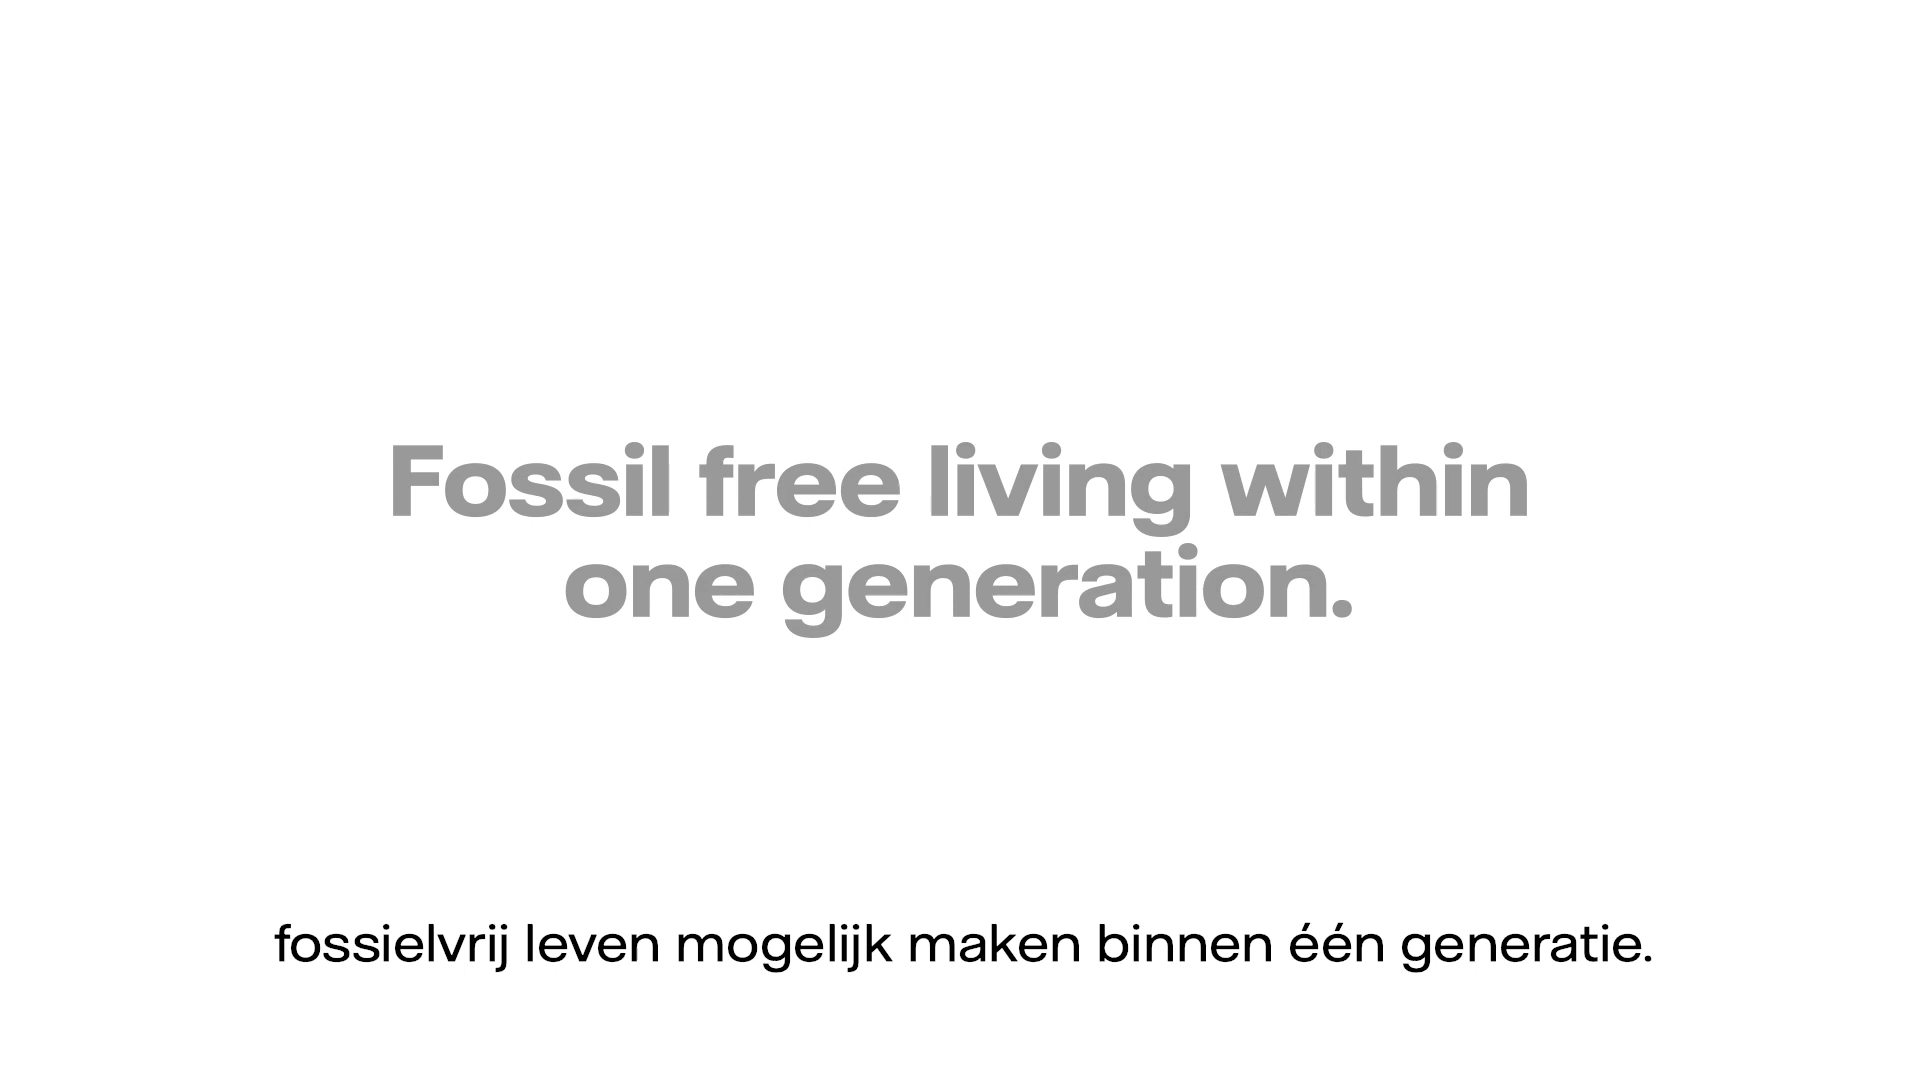 Fossil free living within
one generation.
fossielvrij leven mogelijk maken binnen één generatie.